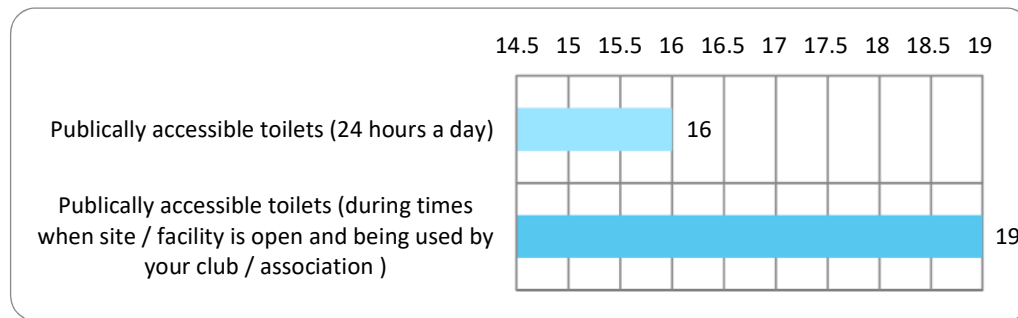 14.5 15 15.5 16 16.5 17 17.5 18 18.5 19
Publically accessible toilets (24 hours a day)
16
Publically accessible toilets (during times
when site / facility is open and being used by
your club / association )
19